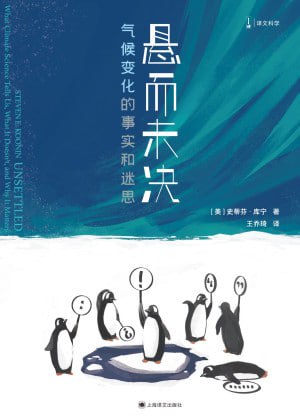 译文科学
悬而未决
气候变化的事实和迷思
STEVEN E. KOONIN UNSETTLED
What Climate Science Tells Us, What It Doesn't, and Why It Matters
[美] 史蒂芬·库宁 著
王乔琦 译
:
!
上海译文出版社